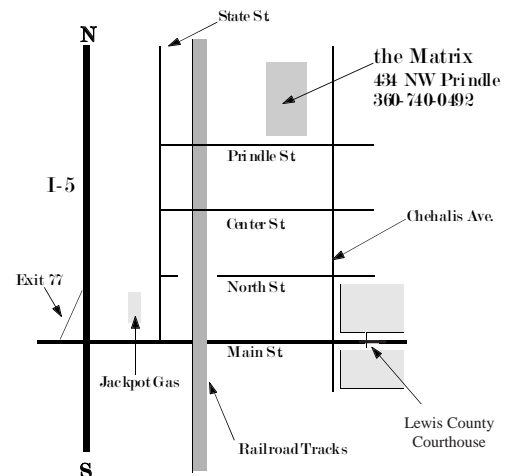 State St.
N
the Matrix
434 NW Prindle
360-740-0492
Prindle St.
I-5
Center St.
Chehalis Ave.
Exit 77
North St.
Main St.
Jackpot Gas
Lewis County
Courthouse
Railroad Tracks
S